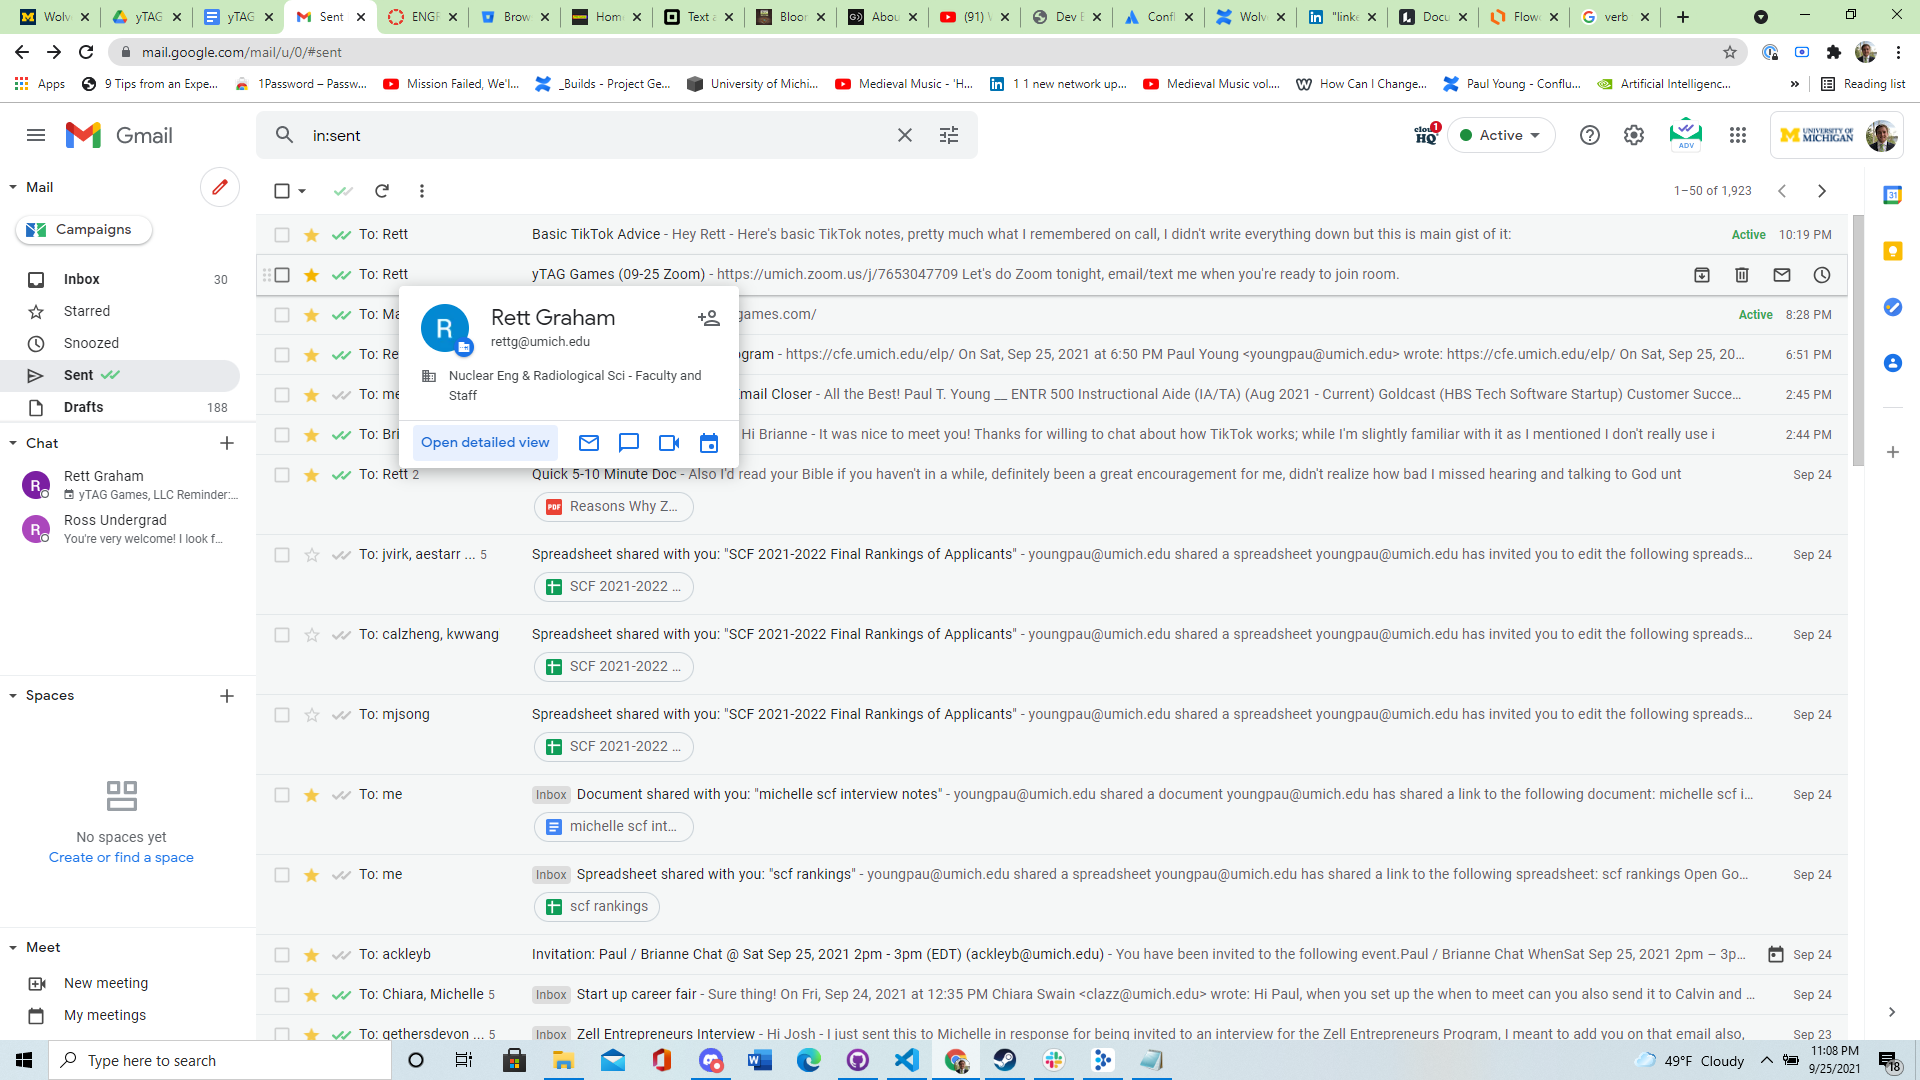 Wolve
yTAG
yTAG
Sent
ENGR
Brow
Home
Text a
Bloor
Abou
(91) V
Dev E
Confl
Wolve
"linke
Docu
Flow
verb
mail.google.com/mail/u/0/#sent
Apps
9 Tips from an Expe...
1Password – Passw...
Mission Failed, We'l...
_Builds - Project Ge...
University of Michi...
Medieval Music - 'H...
1 1 new network up...
Medieval Music vol....
How Can I Change...
Paul Young - Conflu...
Artificial Intelligenc...
Reading list
Gmail
in:sent
cloudHQ
1
Active
ADV
UNIVERSITY OF MICHIGAN
Mail
1–50 of 1,923
31
Campaigns
Inbox 30
Starred
Snoozed
Sent
Drafts 188
Chat
Rett Graham
yTAG Games, LLC Reminder:...
Ross Undergrad
You're very welcome! I look f...
Spaces
No spaces yet
Create or find a space
Meet
New meeting
My meetings
To: Rett Basic TikTok Advice - Hey Rett - Here's basic TikTok notes, pretty much what I remembered on call, I didn't write everything down but this is main gist of it: Active 10:19 PM
To: Rett yTAG Games (09-25 Zoom) - https://umich.zoom.us/j/7653047709 Let's do Zoom tonight, email/text me when you're ready to join room.
To: Ma games.com/ Active 8:28 PM
To: Re ogram - https://cfe.umich.edu/elp/ On Sat, Sep 25, 2021 at 6:50 PM Paul Young <youngpau@umich.edu> wrote: https://cfe.umich.edu/elp/ On Sat, Sep 25, 20... 6:51 PM
To: me mail Closer - All the Best! Paul T. Young __ ENTR 500 Instructional Aide (IA/TA) (Aug 2021 - Current) Goldcast (HBS Tech Software Startup) Customer Succe... 2:45 PM
To: Bri Hi Brianne - It was nice to meet you! Thanks for willing to chat about how TikTok works; while I'm slightly familiar with it as I mentioned I don't really use i 2:44 PM
R
Rett Graham
rettg@umich.edu
Nuclear Eng & Radiological Sci - Faculty and
Staff
Open detailed view
To: Rett 2 Quick 5-10 Minute Doc - Also I'd read your Bible if you haven't in a while, definitely been a great encouragement for me, didn't realize how bad I missed hearing and talking to God unt Sep 24
PDF Reasons Why Z...
To: jvirk, aestarr ... 5 Spreadsheet shared with you: "SCF 2021-2022 Final Rankings of Applicants" - youngpau@umich.edu shared a spreadsheet youngpau@umich.edu has invited you to edit the following spreads... Sep 24
SCF 2021-2022 ...
To: calzheng, kwwang Spreadsheet shared with you: "SCF 2021-2022 Final Rankings of Applicants" - youngpau@umich.edu shared a spreadsheet youngpau@umich.edu has invited you to edit the following spreads... Sep 24
SCF 2021-2022 ...
To: mjsong Spreadsheet shared with you: "SCF 2021-2022 Final Rankings of Applicants" - youngpau@umich.edu shared a spreadsheet youngpau@umich.edu has invited you to edit the following spreads... Sep 24
SCF 2021-2022 ...
To: me Inbox Document shared with you: "michelle scf interview notes" - youngpau@umich.edu shared a document youngpau@umich.edu has shared a link to the following document: michelle scf i... Sep 24
michelle scf int...
To: me Inbox Spreadsheet shared with you: "scf rankings" - youngpau@umich.edu shared a spreadsheet youngpau@umich.edu has shared a link to the following spreadsheet: scf rankings Open Go... Sep 24
scf rankings
To: ackleyb Invitation: Paul / Brianne Chat @ Sat Sep 25, 2021 2pm - 3pm (EDT) (ackleyb@umich.edu) - You have been invited to the following event.Paul / Brianne Chat WhenSat Sep 25, 2021 2pm – 3p... Sep 24
To: Chiara, Michelle 5 Inbox Start up career fair - Sure thing! On Fri, Sep 24, 2021 at 12:35 PM Chiara Swain <clazz@umich.edu> wrote: Hi Paul, when you set up the when to meet can you also send it to Calvin and ... Sep 24
To: gethersdevon ... 5 Inbox Zell Entrepreneurs Interview - Hi Josh - I just sent this to Michelle in response for being invited to an interview for the Zell Entrepreneurs Program, I meant to add you on that email also, Sep 23
Type here to search
49°F Cloudy
11:08 PM
9/25/2021
18